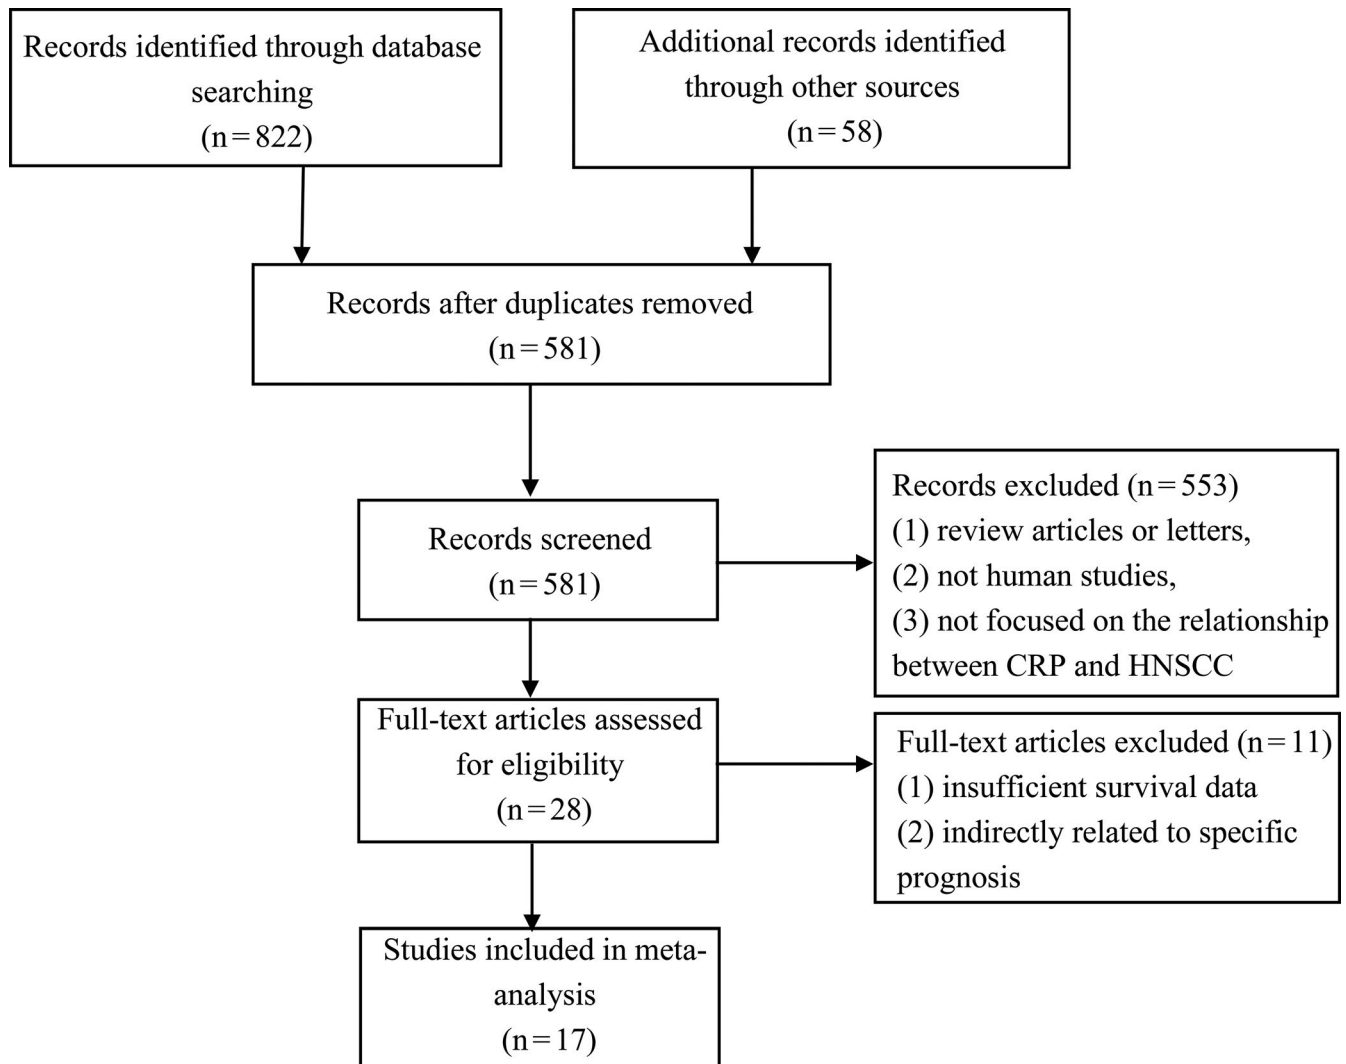 Records identified through database
searching
(n=822)
Additional records identified
through other sources
(n=58)
Records after duplicates removed
(n=581)
Records screened
(n=581)
Records excluded (n=553)
(1) review articles or letters,
(2) not human studies,
(3) not focused on the relationship
between CRP and HNSCC
Full-text articles assessed
for eligibility
(n=28)
Full-text articles excluded (n=11)
(1) insufficient survival data
(2) indirectly related to specific
prognosis
Studies included in meta-
analysis
(n=17)